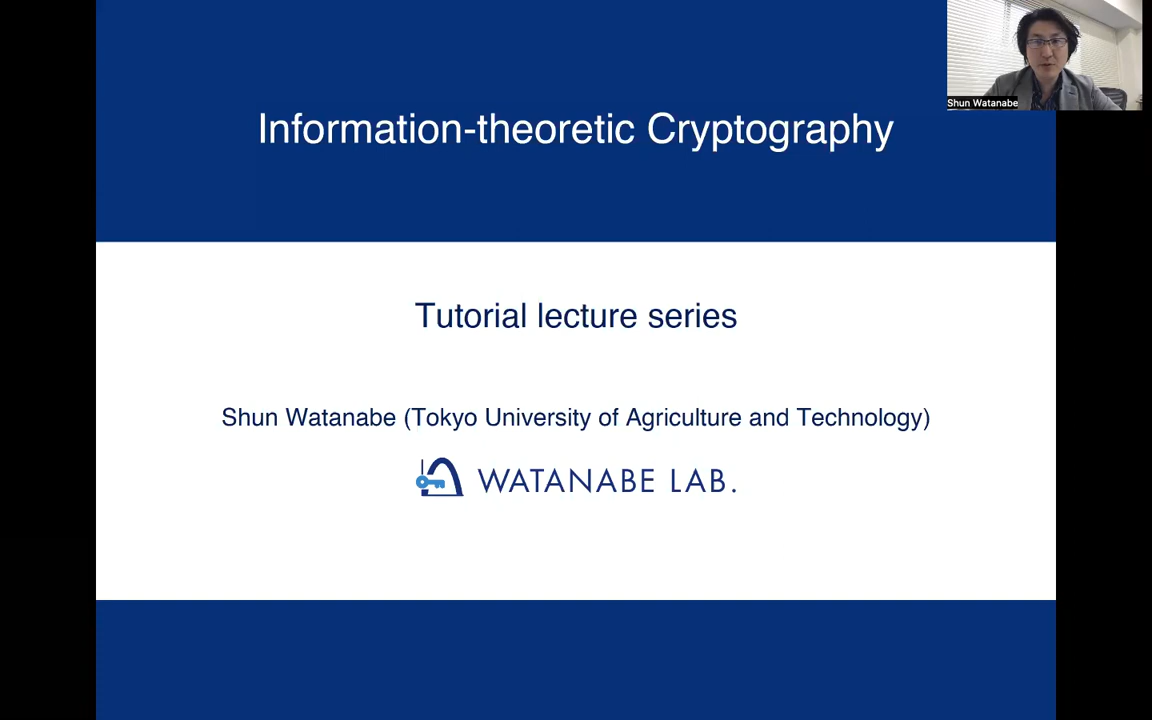 Shun Watanabe
Information-theoretic Cryptography
Tutorial lecture series
Shun Watanabe (Tokyo University of Agriculture and Technology)
WATANABE LAB.